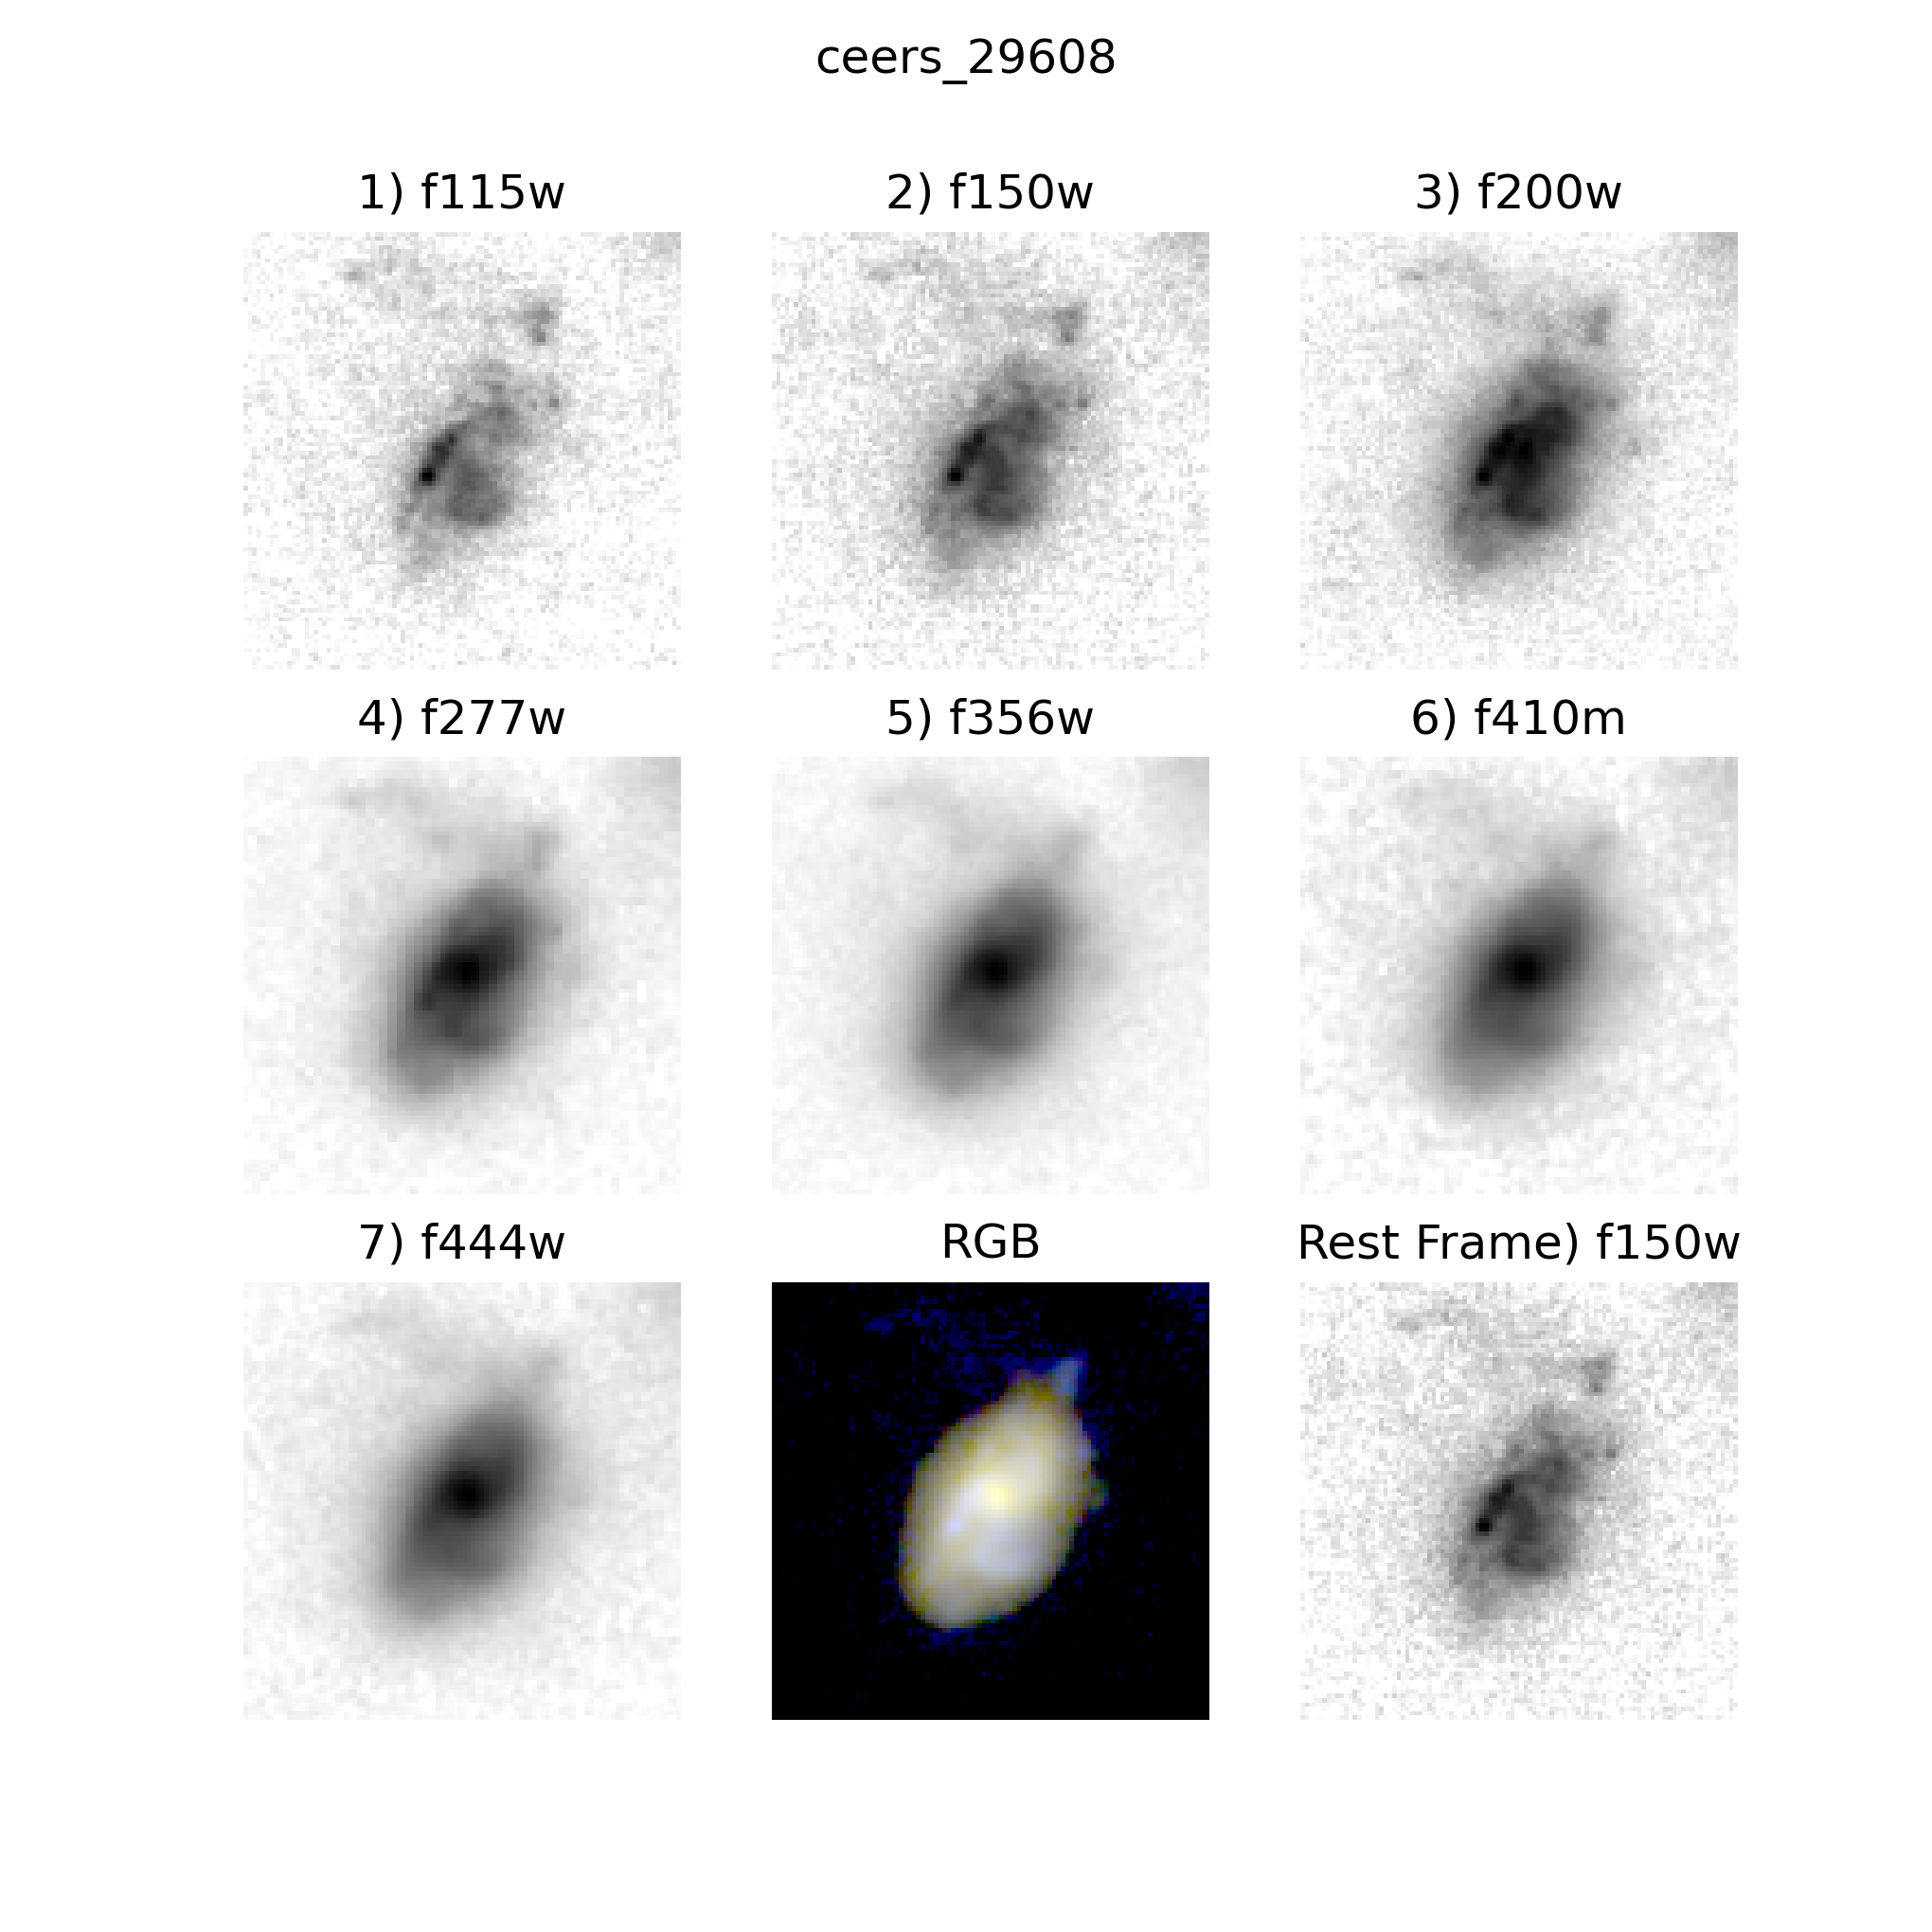 ceers_29608
1) f115w
2) f150w
3) f200w
4) f277w
5) f356w
6) f410m
7) f444w
RGB
Rest Frame) f150w